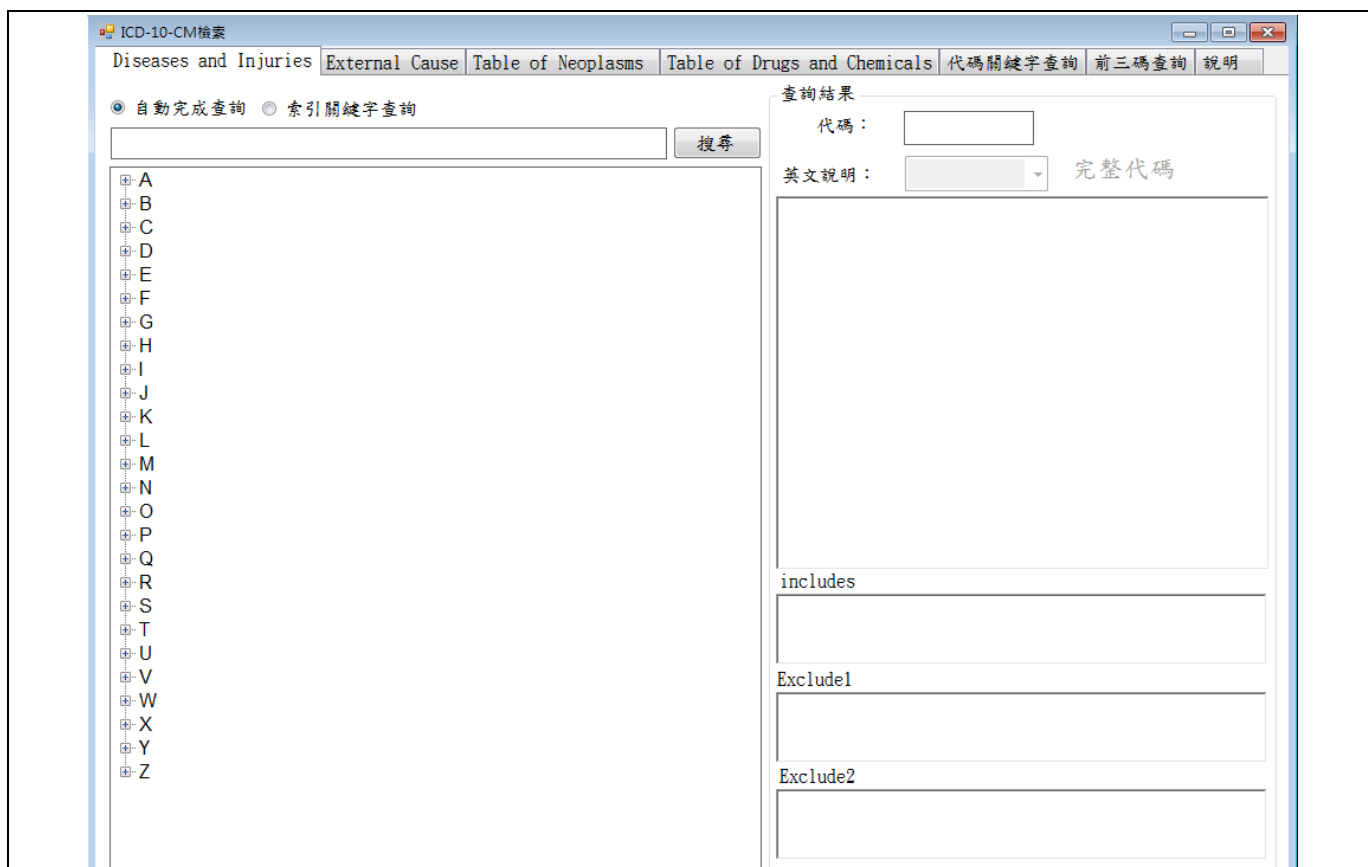 ICD-10-CM檢索
Diseases and Injuries External Cause Table of Neoplasms Table of Drugs and Chemicals 代碼關鍵字查詢 前三碼查詢 說明
自動完成查詢 索引關鍵字查詢
搜尋
A
B
C
D
E
F
G
H
I
J
K
L
M
N
O
P
Q
R
S
T
U
V
W
X
Y
Z
查詢結果
代碼：
英文說明： 完整代碼
includes
Exclude1
Exclude2